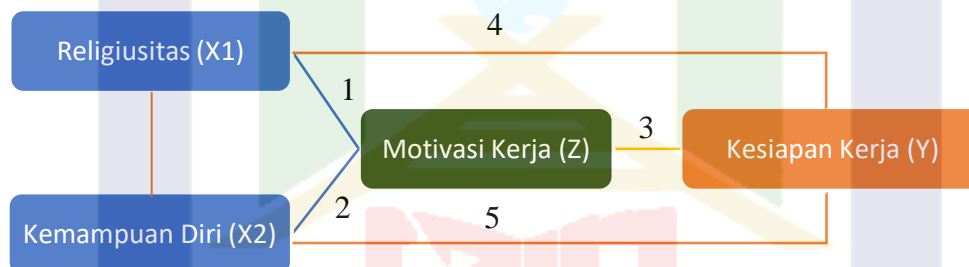 4
Religiusitas (X1)
1
Motivasi Kerja (Z)
3
Kesiapan Kerja (Y)
2
Kemampuan Diri (X2)
5